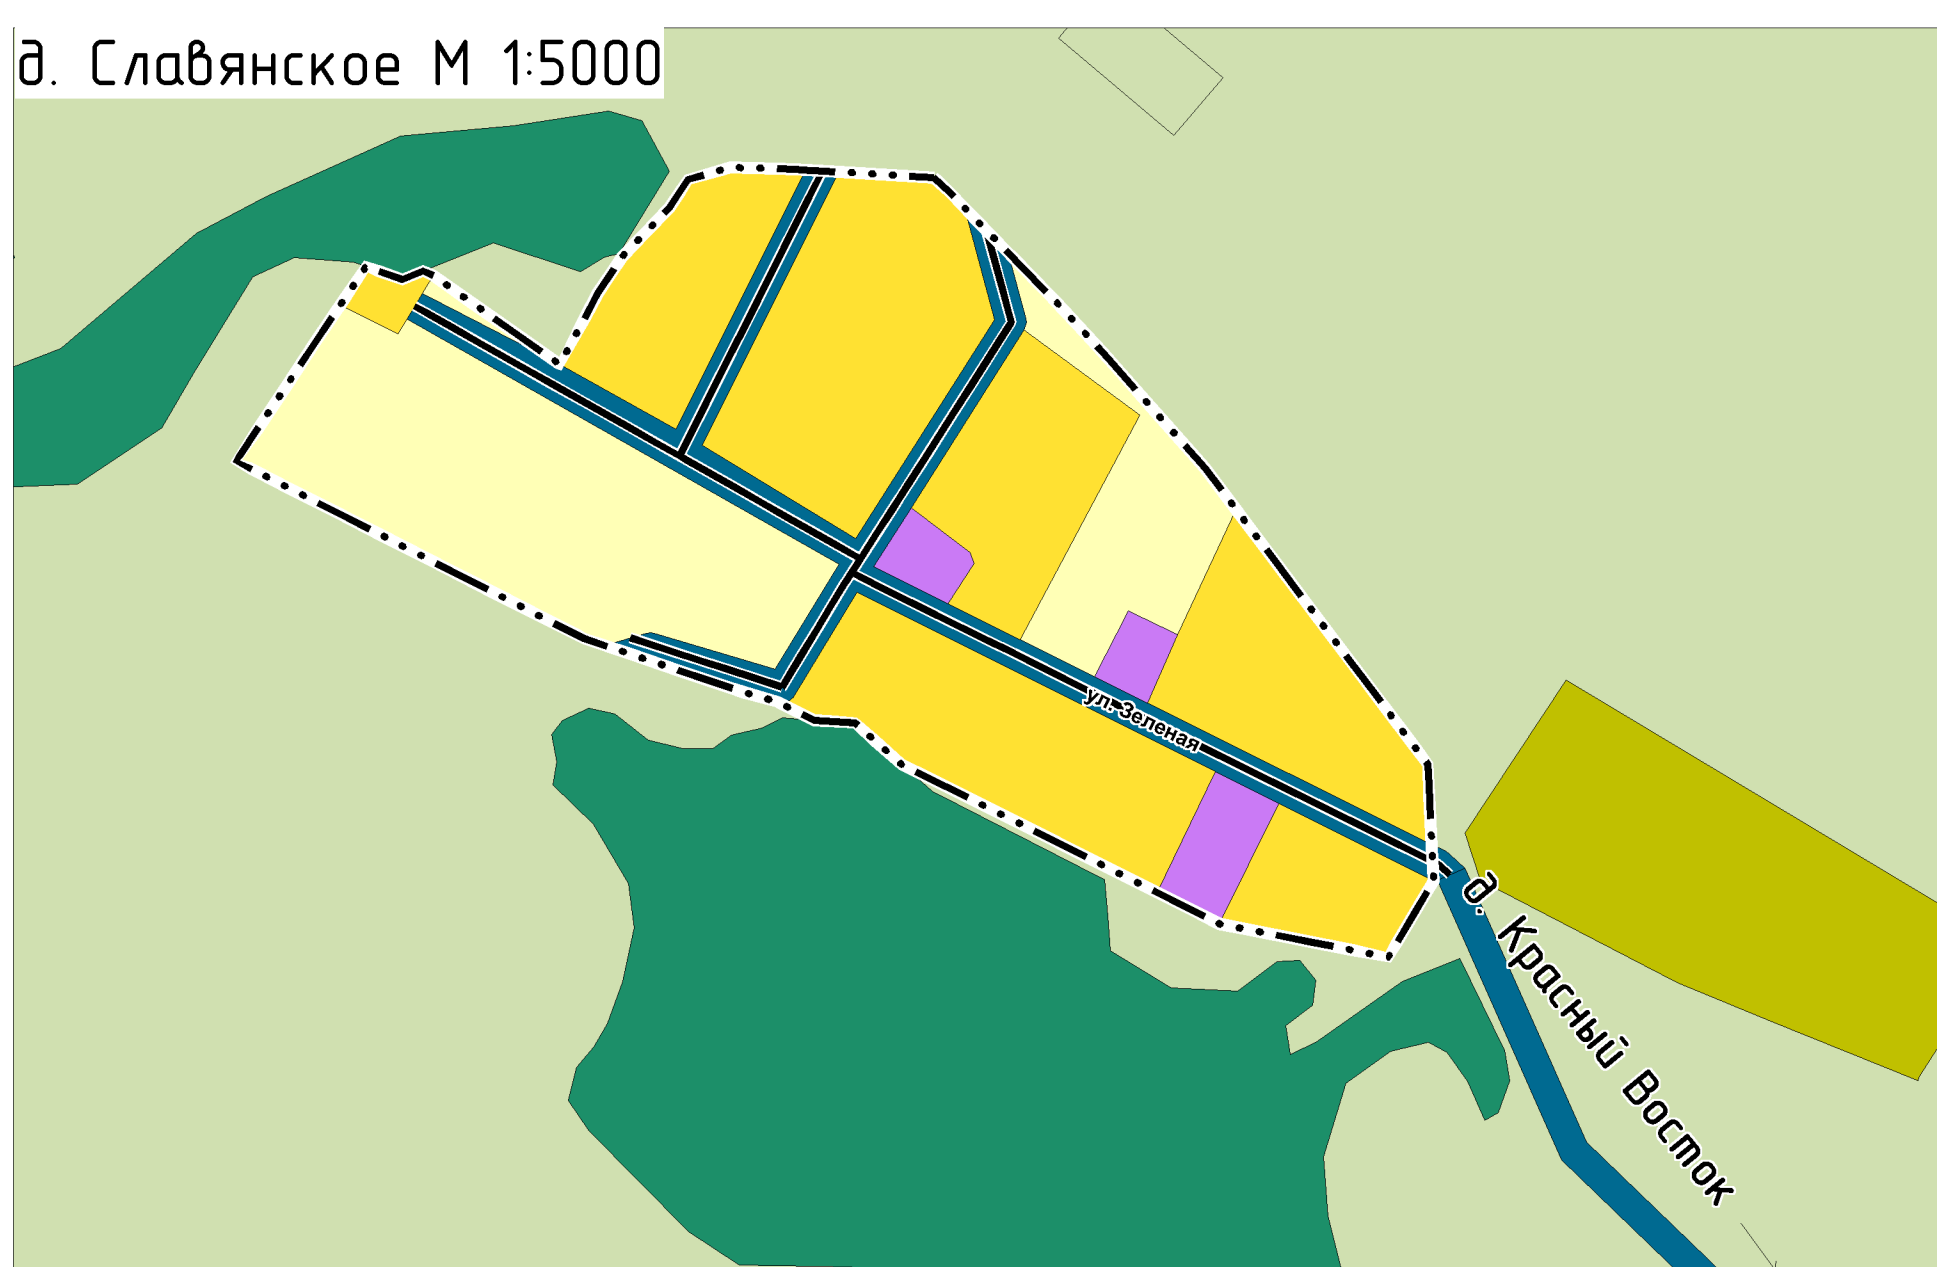 д. Славянское М 1:5000
ул. Зеленая
д. Красный Восток